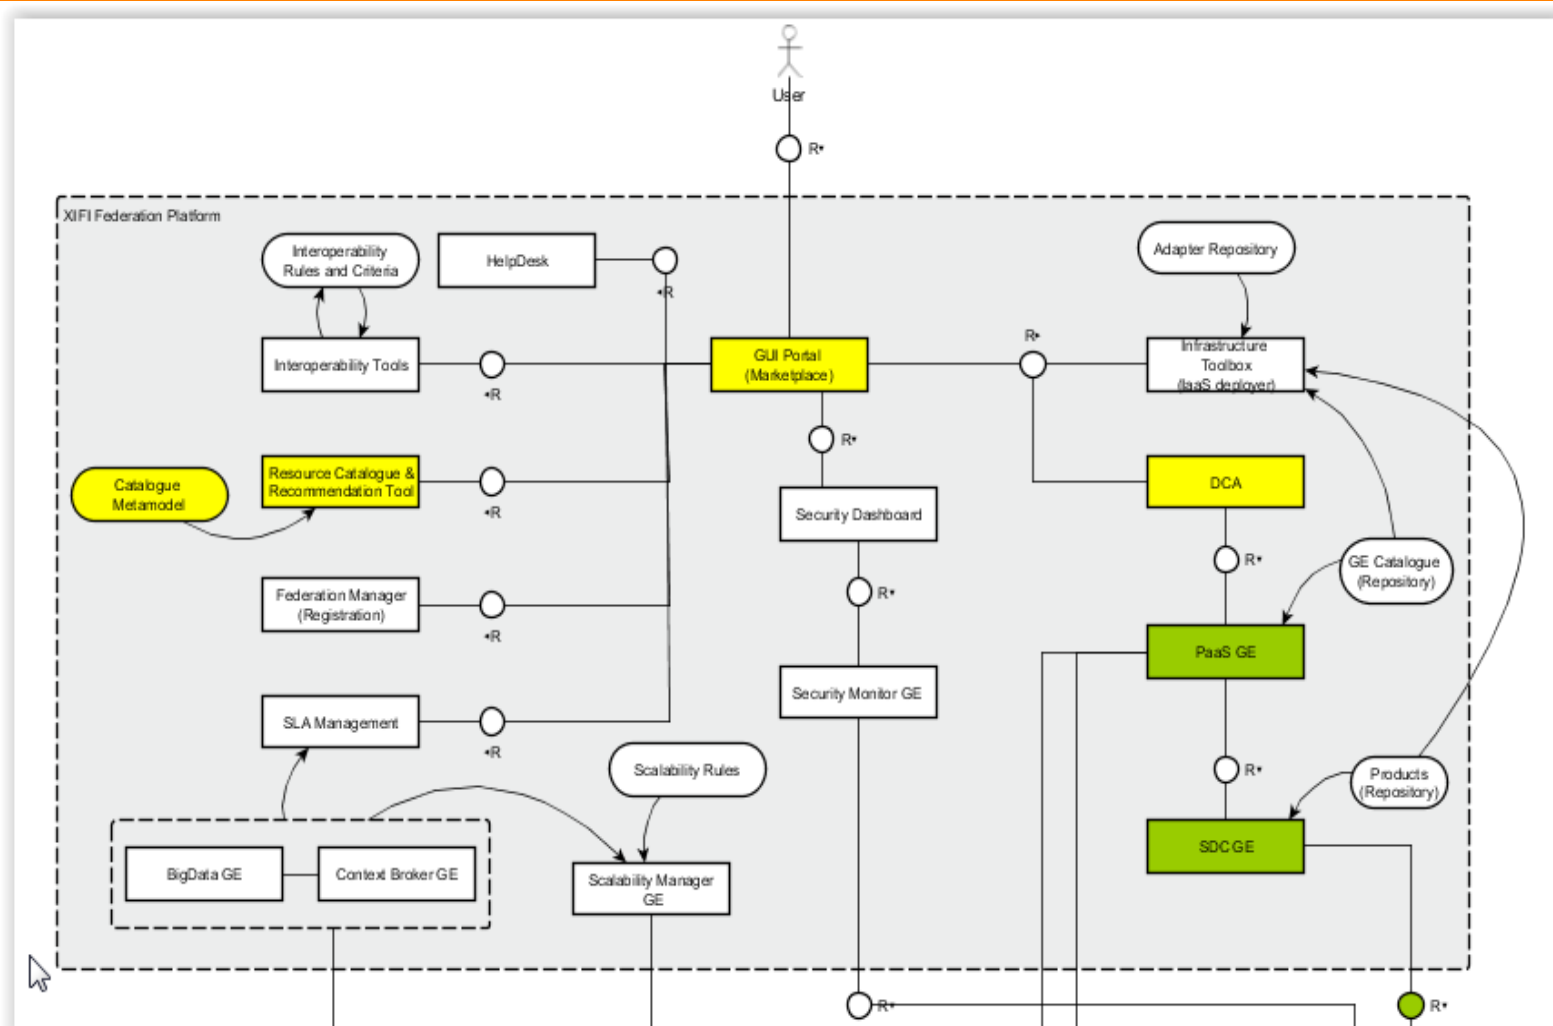 User
R▾
XIFI Federation Platform
Interoperability
Rules and Criteria
HelpDesk
◂R
Adapter Repository
Interoperability Tools
◂R
GUI Portal
(Marketplace)
R▸
Infrastructure
Toolbox
(IaaS deployer)
R▾
Catalogue
Metamodel
Resource Catalogue &
Recommendation Tool
◂R
Security Dashboard
DCA
R▾
GE Catalogue
(Repository)
Federation Manager
(Registration)
◂R
R▾
PaaS GE
Security Monitor GE
SLA Management
◂R
Scalability Rules
R▾
Products
(Repository)
BigData GE
Context Broker GE
Scalability Manager
GE
SDC GE
R▾
R▾